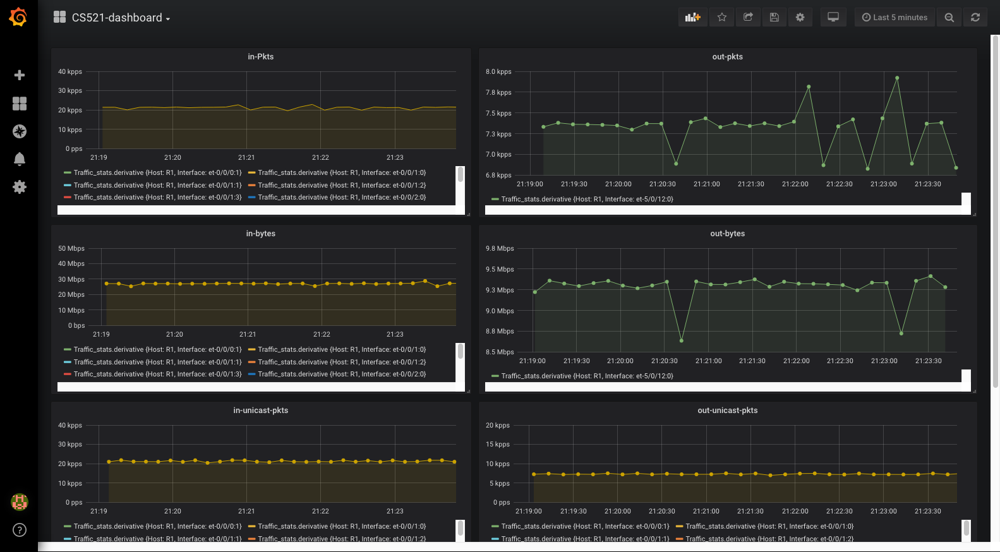 CS521-dashboard
Last 5 minutes
in-Pkts
40 kpps
30 kpps
20 kpps
10 kpps
0 pps
21:19 21:20 21:21 21:22 21:23
Traffic_stats.derivative {Host: R1, Interface: et-0/0/0:1} Traffic_stats.derivative {Host: R1, Interface: et-0/0/1:0}
Traffic_stats.derivative {Host: R1, Interface: et-0/0/1:1} Traffic_stats.derivative {Host: R1, Interface: et-0/0/1:2}
Traffic_stats.derivative {Host: R1, Interface: et-0/0/1:3} Traffic_stats.derivative {Host: R1, Interface: et-0/0/2:0}
out-pkts
8.0 kpps
7.8 kpps
7.5 kpps
7.3 kpps
7.0 kpps
6.8 kpps
21:19:00 21:19:30 21:20:00 21:20:30 21:21:00 21:21:30 21:22:00 21:22:30 21:23:00 21:23:30
Traffic_stats.derivative {Host: R1, Interface: et-5/0/12:0}
in-bytes
50 Mbps
40 Mbps
30 Mbps
20 Mbps
10 Mbps
0 bps
21:19 21:20 21:21 21:22 21:23
Traffic_stats.derivative {Host: R1, Interface: et-0/0/0:1} Traffic_stats.derivative {Host: R1, Interface: et-0/0/1:0}
Traffic_stats.derivative {Host: R1, Interface: et-0/0/1:1} Traffic_stats.derivative {Host: R1, Interface: et-0/0/1:2}
Traffic_stats.derivative {Host: R1, Interface: et-0/0/1:3} Traffic_stats.derivative {Host: R1, Interface: et-0/0/2:0}
out-bytes
9.8 Mbps
9.5 Mbps
9.3 Mbps
9.0 Mbps
8.8 Mbps
8.5 Mbps
21:19:00 21:19:30 21:20:00 21:20:30 21:21:00 21:21:30 21:22:00 21:22:30 21:23:00 21:23:30
Traffic_stats.derivative {Host: R1, Interface: et-5/0/12:0}
in-unicast-pkts
40 kpps
30 kpps
20 kpps
10 kpps
0 pps
21:19 21:20 21:21 21:22 21:23
Traffic_stats.derivative {Host: R1, Interface: et-0/0/0:1} Traffic_stats.derivative {Host: R1, Interface: et-0/0/1:0}
Traffic_stats.derivative {Host: R1, Interface: et-0/0/1:1} Traffic_stats.derivative {Host: R1, Interface: et-0/0/1:2}
out-unicast-pkts
20 kpps
15 kpps
10 kpps
5 kpps
0 pps
21:19:00 21:19:30 21:20:00 21:20:30 21:21:00 21:21:30 21:22:00 21:22:30 21:23:00 21:23:30
Traffic_stats.derivative {Host: R1, Interface: et-0/0/0:1} Traffic_stats.derivative {Host: R1, Interface: et-0/0/1:0}
Traffic_stats.derivative {Host: R1, Interface: et-0/0/1:1} Traffic_stats.derivative {Host: R1, Interface: et-0/0/1:2}